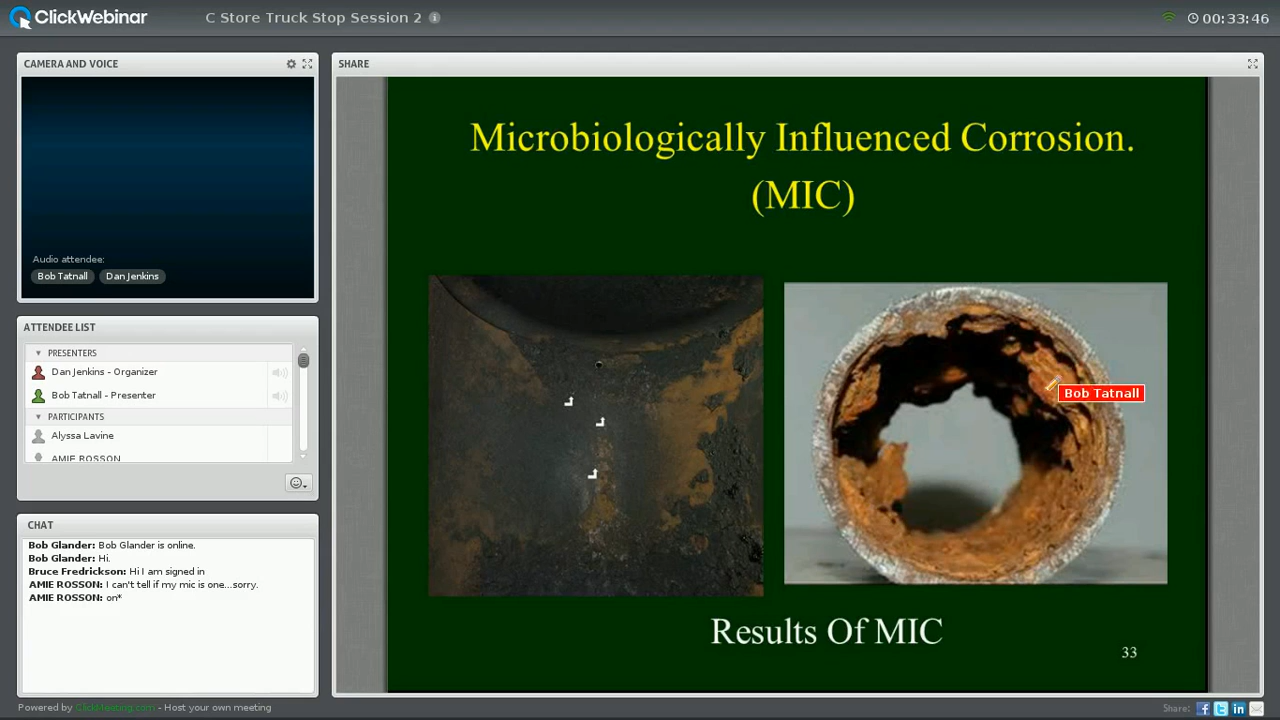 ClickWebinar
C Store Truck Stop Session 2
00:33:46
CAMERA AND VOICE
Audio attendee:
Bob Tatnall
Dan Jenkins
ATTENDEE LIST
PRESENTERS
Dan Jenkins - Organizer
Bob Tatnall - Presenter
PARTICIPANTS
Alyssa Lavine
AMIE ROSSON
CHAT
Bob Glander: Bob Glander is online.
Bob Glander: Hi.
Bruce Fredrickson: Hi I am signed in
AMIE ROSSON: I can't tell if my mic is one...sorry.
AMIE ROSSON: on*
SHARE
Microbiologically Influenced Corrosion.
(MIC)
Bob Tatnall
Results Of MIC
33
Powered by ClickMeeting.com - Host your own meeting
Share: